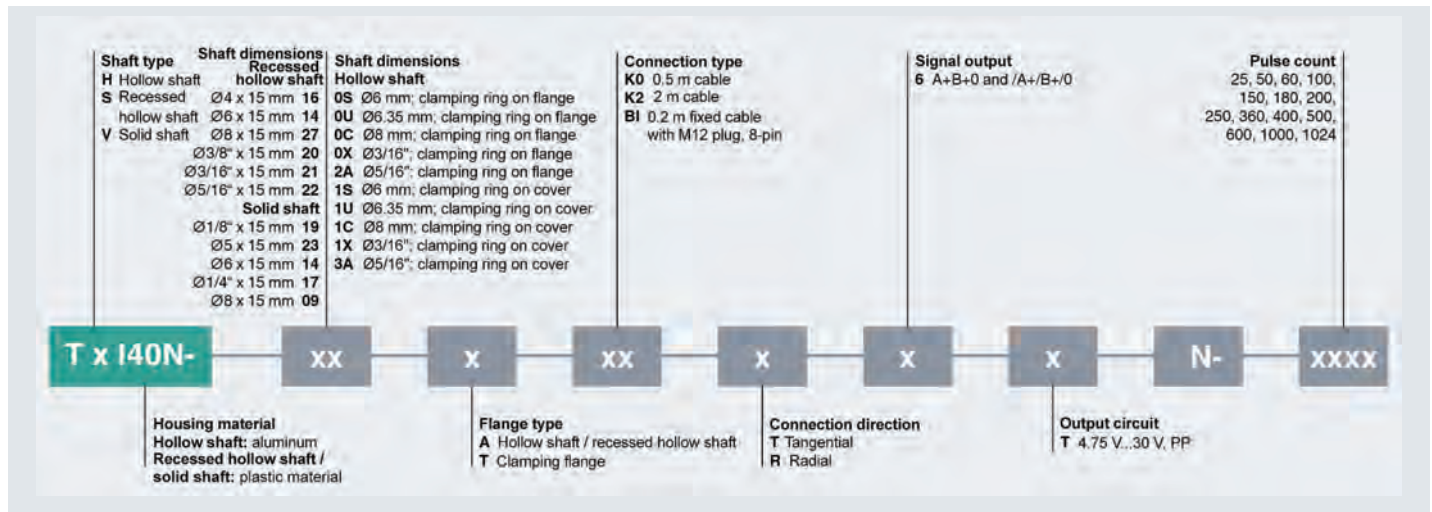 Shaft type
H Hollow shaft
S Recessed
hollow shaft
V Solid shaft
Shaft dimensions
Recessed
hollow shaft
Ø4 x 15 mm 16
Ø6 x 15 mm 14
Ø8 x 15 mm 27
Ø3/8“ x 15 mm 20
Ø3/16“ x 15 mm 21
Ø5/16“ x 15 mm 22
Solid shaft
Ø1/8“ x 15 mm 19
Ø5 x 15 mm 23
Ø6 x 15 mm 14
Ø1/4“ x 15 mm 17
Ø8 x 15 mm 09
Shaft dimensions
Hollow shaft
0S Ø6 mm; clamping ring on flange
0U Ø6.35 mm; clamping ring on flange
0C Ø8 mm; clamping ring on flange
0X Ø3/16“; clamping ring on flange
2A Ø5/16“; clamping ring on flange
1S Ø6 mm; clamping ring on cover
1U Ø6.35 mm; clamping ring on cover
1C Ø8 mm; clamping ring on cover
1X Ø3/16“; clamping ring on cover
3A Ø5/16“; clamping ring on cover
Connection type
K0 0.5 m cable
K2 2 m cable
BI 0.2 m fixed cable
with M12 plug, 8-pin
Signal output
6 A+B+0 and /A+/B+/0
Pulse count
25, 50, 60, 100,
150, 180, 200,
250, 360, 400, 500,
600, 1000, 1024
T x I40N- xx x xx x x x N- xxxx
Housing material
Hollow shaft: aluminum
Recessed hollow shaft /
solid shaft: plastic material
Flange type
A Hollow shaft / recessed hollow shaft
T Clamping flange
Connection direction
T Tangential
R Radial
Output circuit
T 4.75 V...30 V, PP